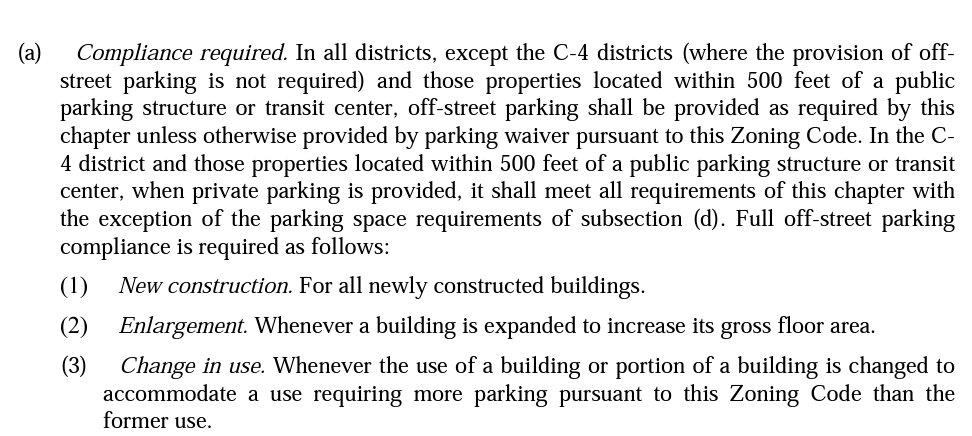 (a) Compliance required. In all districts, except the C-4 districts (where the provision of off-
street parking is not required) and those properties located within 500 feet of a public
parking structure or transit center, off-street parking shall be provided as required by this
chapter unless otherwise provided by parking waiver pursuant to this Zoning Code. In the C-
4 district and those properties located within 500 feet of a public parking structure or transit
center, when private parking is provided, it shall meet all requirements of this chapter with
the exception of the parking space requirements of subsection (d). Full off-street parking
compliance is required as follows:
(1) New construction. For all newly constructed buildings.
(2) Enlargement. Whenever a building is expanded to increase its gross floor area.
(3) Change in use. Whenever the use of a building or portion of a building is changed to
accommodate a use requiring more parking pursuant to this Zoning Code than the
former use.